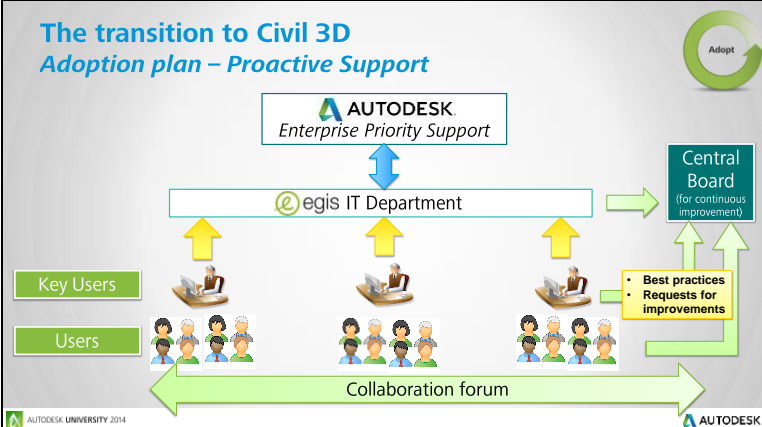 The transition to Civil 3D
Adoption plan – Proactive Support
Adopt
AUTODESK.
Enterprise Priority Support
egis IT Department
Central
Board
(for continuous
improvement)
Key Users
• Best practices
• Requests for
improvements
Users
Collaboration forum
AUTODESK UNIVERSITY 2014
AUTODESK